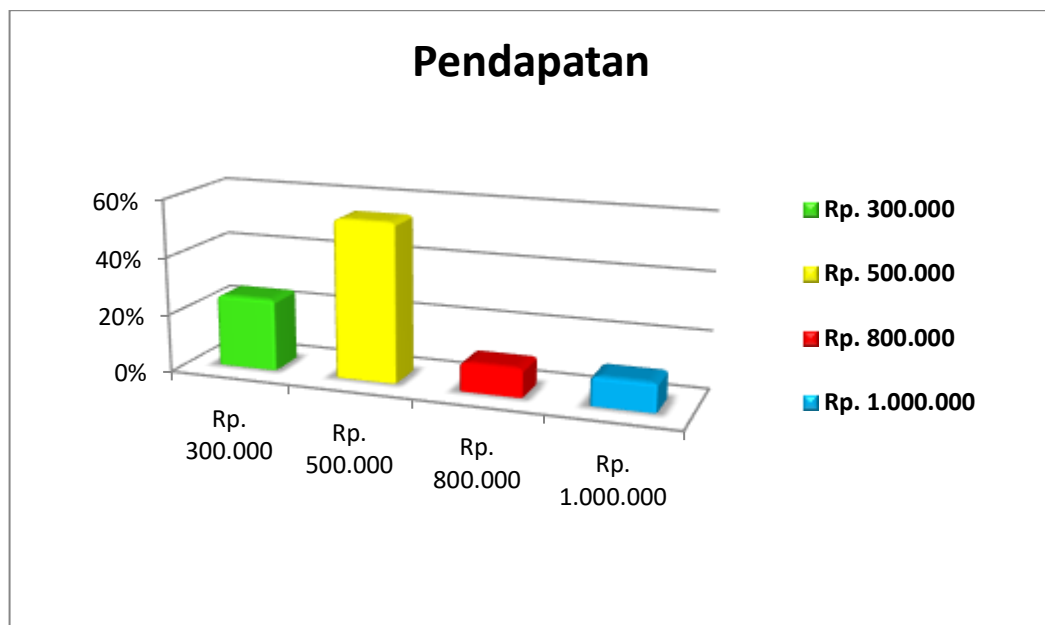 Pendapatan
60%
40%
20%
0%
Rp.
300.000
Rp.
500.000
Rp.
800.000
Rp.
1.000.000
Rp. 300.000
Rp. 500.000
Rp. 800.000
Rp. 1.000.000